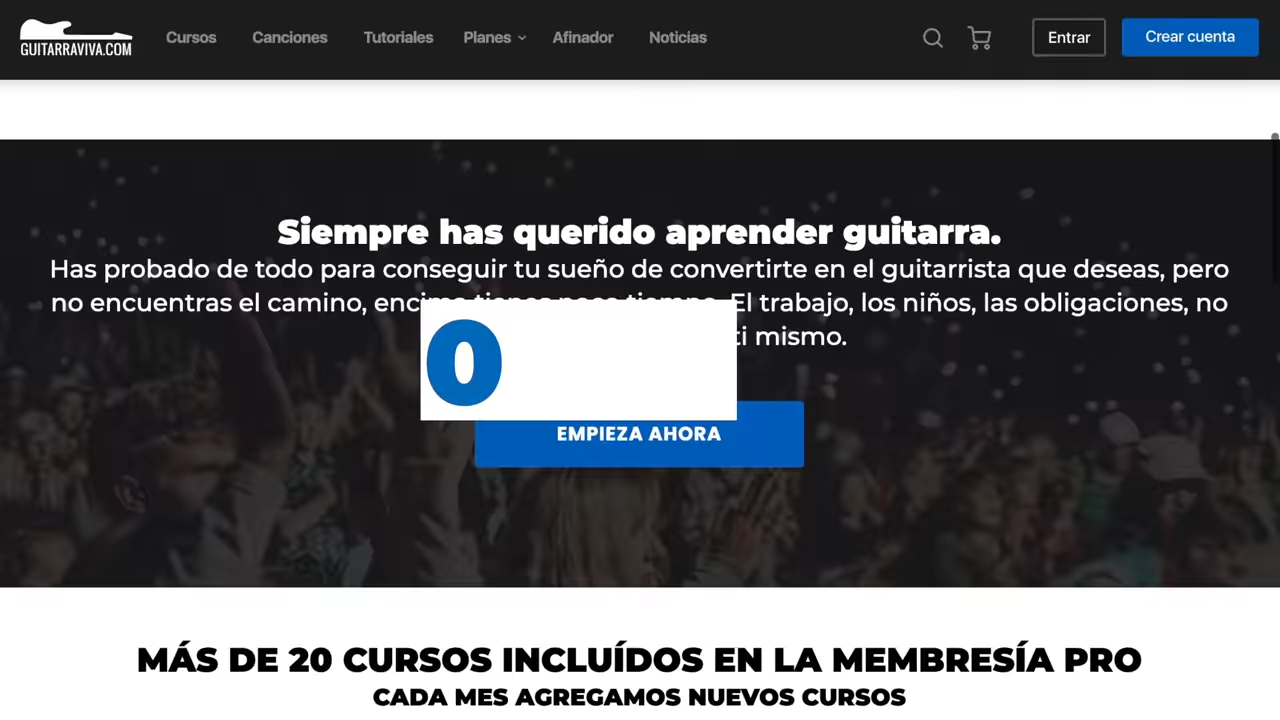 GUITARRAVIVA.COM
Cursos
Canciones
Tutoriales
Planes
Afinador
Noticias
Entrar
Crear cuenta
Siempre has querido aprender guitarra.
Has probado de todo para conseguir tu sueño de convertirte en el guitarrista que deseas, pero
no encuentras el camino, encima tienes poco tiempo. El trabajo, los niños, las obligaciones, no
ti mismo.
0
EMPIEZA AHORA
MÁS DE 20 CURSOS INCLUÍDOS EN LA MEMBRESÍA PRO
CADA MES AGREGAMOS NUEVOS CURSOS